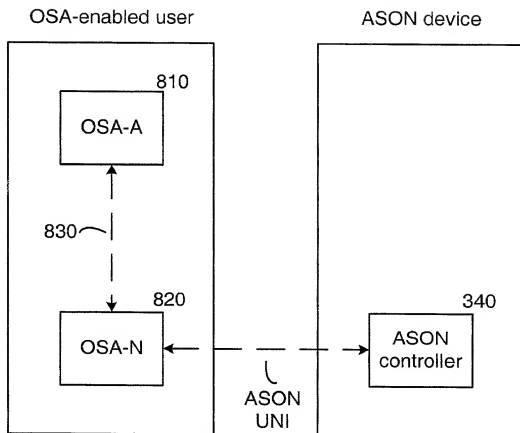 OSA-enabled user
ASON device
810
OSA-A
830
820
OSA-N
340
ASON
controller
ASON
UNI